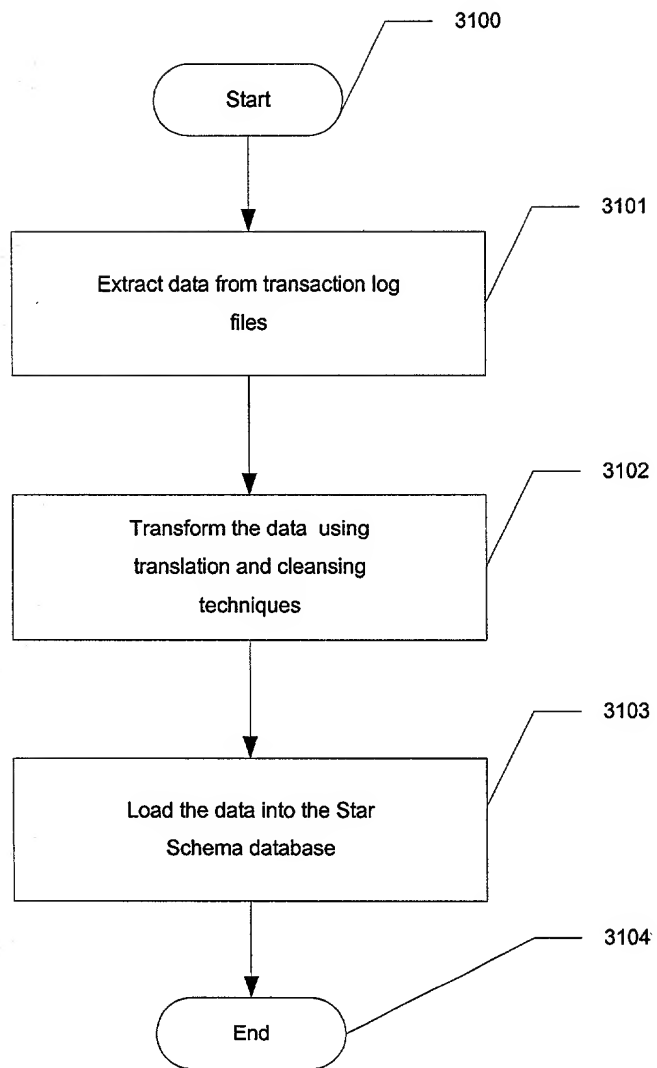 3100
Start
3101
Extract data from transaction log
files
3102
Transform the data using
translation and cleansing
techniques
3103
Load the data into the Star
Schema database
3104
End